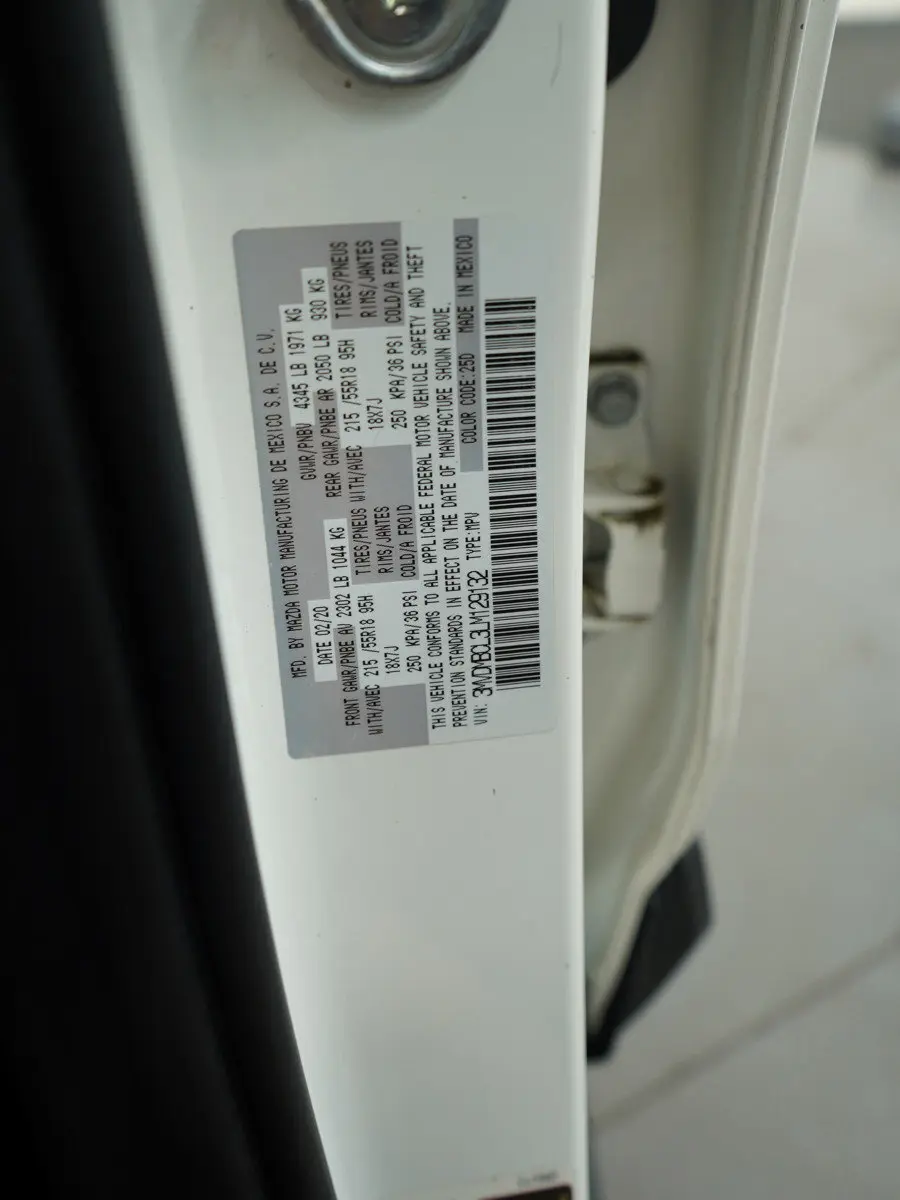 MFD. BY MAZDA MOTOR MANUFACTURING DE MEXICO S.A. DE C.V.
DATE 02/20 GVWR/PNBV 4345 LB 1971 KG
FRONT GAWR/PNBE AV 2302 LB 1044 KG REAR GAWR/PNBE AR 2050 LB 930 KG
WITH/AVEC 215 /55R18 95H TIRES/PNEUS WITH/AVEC 215 /55R18 95H TIRES/PNEUS
18X7J RIMS/JANTES 18X7J RIMS/JANTES
250 KPA/36 PSI COLD/A FROID 250 KPA/36 PSI COLD/A FROID
THIS VEHICLE CONFORMS TO ALL APPLICABLE FEDERAL MOTOR VEHICLE SAFETY AND THEFT
PREVENTION STANDARDS IN EFFECT ON THE DATE OF MANUFACTURE SHOWN ABOVE.
VIN: 3MVDMBCL3LM129132 TYPE:MPV COLOR CODE:25D MADE IN MEXICO